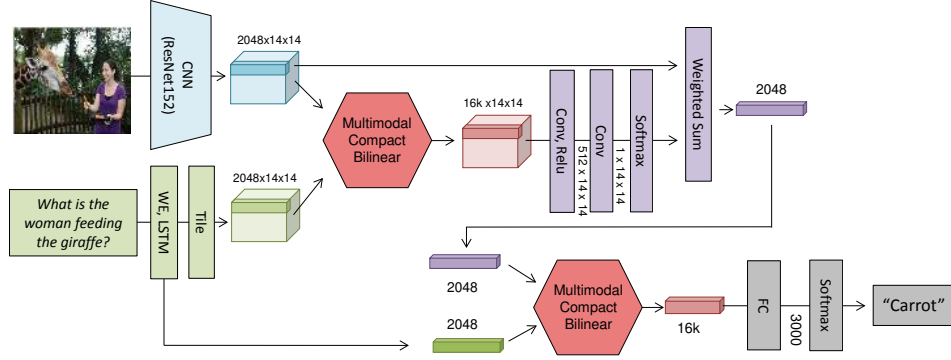 CNN
(ResNet152)
2048x14x14
Multimodal
Compact
Bilinear
16k x14x14
Conv, Relu
512 x 14 x 14
Conv
1 x 14 x 14
Softmax
Weighted Sum
2048
What is the
woman feeding
the giraffe?
WE, LSTM
Tile
2048x14x14
2048
2048
Multimodal
Compact
Bilinear
16k
FC
3000
Softmax
“Carrot”